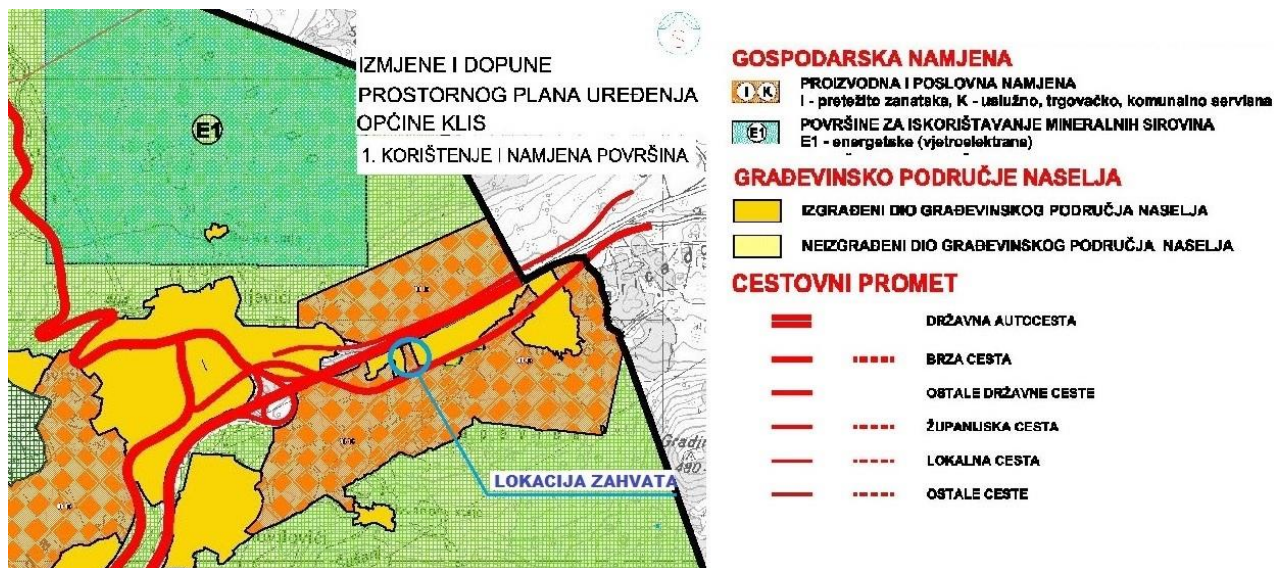 IZMJENE I DOPUNE
PROSTORNOG PLANA UREĐENJA
OPĆINE KLIS
1. KORIŠTENJE I NAMJENA POVRŠINA
E1
LOKACIJA ZAHVATA
GOSPODARSKA NAMJENA
I K
PROIZVODNA I POSLOVNA NAMJENA
I - pretežito zanatska, K - uslužno, trgovačko, komunalno servisna
E1
POVRŠINE ZA ISKORIŠTAVANJE MINERALNIH SIROVINA
E1 - energetske (vjetroelektrana)
GRAĐEVINSKO PODRUČJE NASELJA
IZGRAĐENI DIO GRAĐEVINSKOG PODRUČJA NASELJA
NEIZGRAĐENI DIO GRAĐEVINSKOG PODRUČJA NASELJA
CESTOVNI PROMET
DRŽAVNA AUTOCESTA
BRZA CESTA
OSTALE DRŽAVNE CESTE
ŽUPANIJSKA CESTA
LOKALNA CESTA
OSTALE CESTE